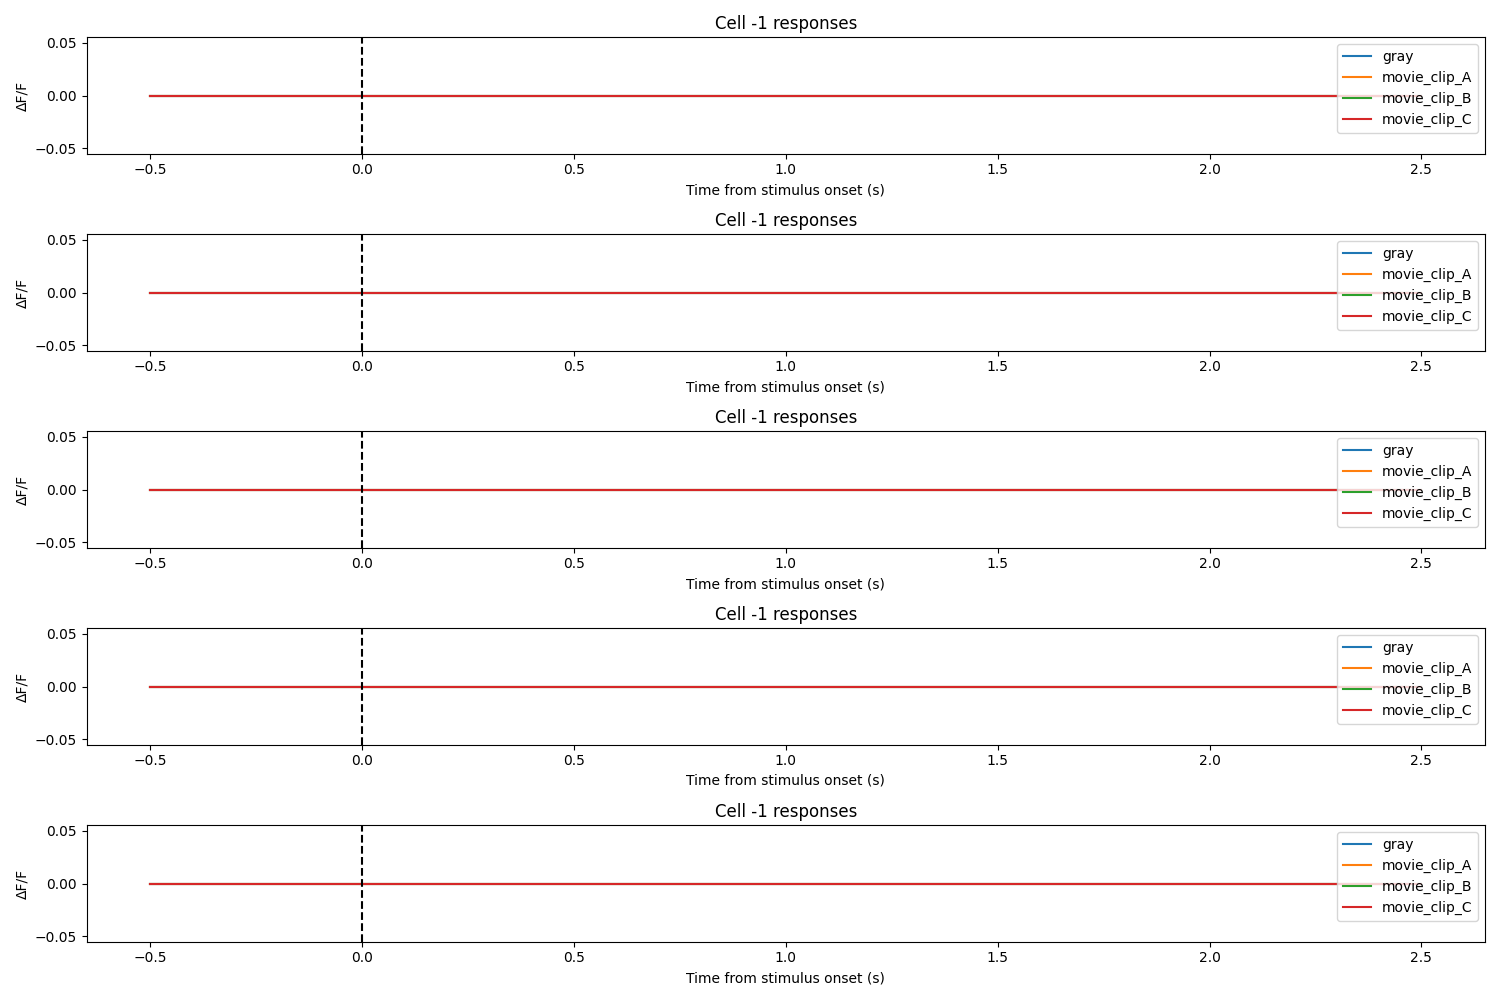 Cell -1 responses
0.05
0.00
−0.05
ΔF/F
gray
movie_clip_A
movie_clip_B
movie_clip_C
−0.5 0.0 0.5 1.0 1.5 2.0 2.5
Time from stimulus onset (s)
Cell -1 responses
0.05
0.00
−0.05
ΔF/F
gray
movie_clip_A
movie_clip_B
movie_clip_C
−0.5 0.0 0.5 1.0 1.5 2.0 2.5
Time from stimulus onset (s)
Cell -1 responses
0.05
0.00
−0.05
ΔF/F
gray
movie_clip_A
movie_clip_B
movie_clip_C
−0.5 0.0 0.5 1.0 1.5 2.0 2.5
Time from stimulus onset (s)
Cell -1 responses
0.05
0.00
−0.05
ΔF/F
gray
movie_clip_A
movie_clip_B
movie_clip_C
−0.5 0.0 0.5 1.0 1.5 2.0 2.5
Time from stimulus onset (s)
Cell -1 responses
0.05
0.00
−0.05
ΔF/F
gray
movie_clip_A
movie_clip_B
movie_clip_C
−0.5 0.0 0.5 1.0 1.5 2.0 2.5
Time from stimulus onset (s)